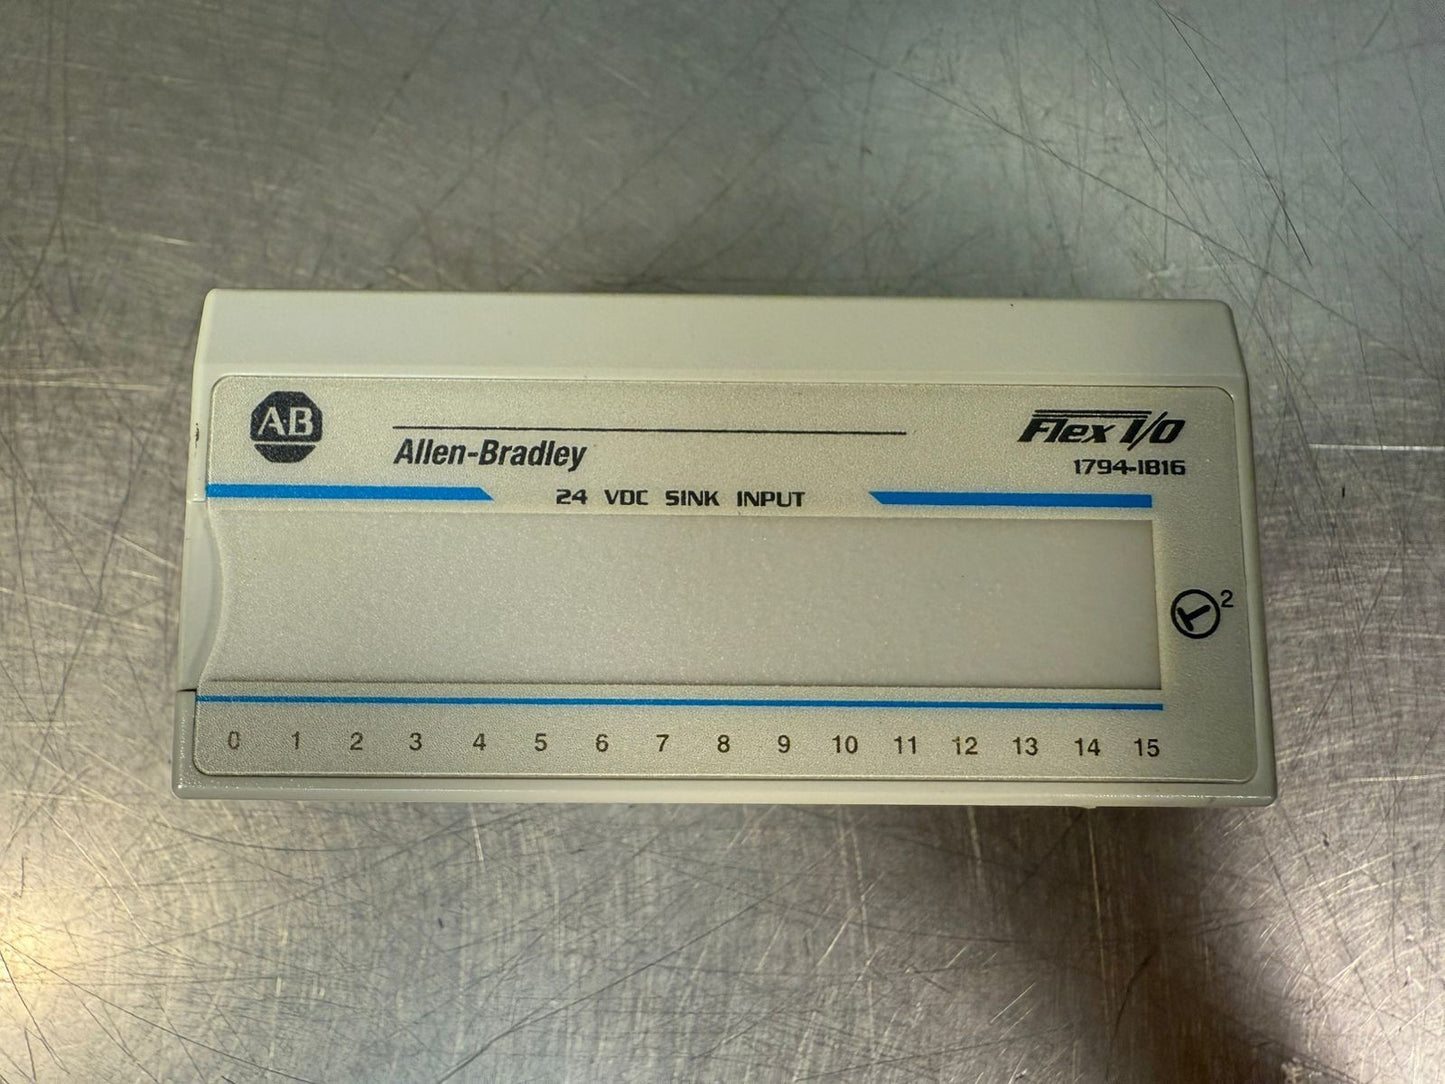 A·B
Allen-Bradley
Flex I/O
1794-IB16
24 VDC SINK INPUT
2
0 1 2 3 4 5 6 7 8 9 10 11 12 13 14 15